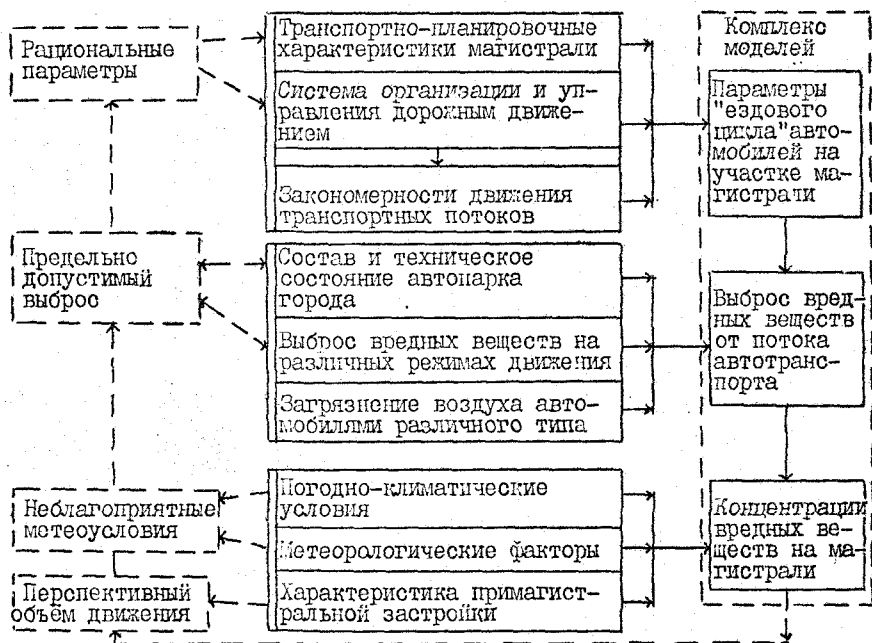 Рациональные
параметры
Транспортно-планировочные
характеристики магистрали
Система организации и уп-
равления дорожным движе-
нием
Закономерности движения
транспортных потоков
Комплекс
моделей
Параметры
"ездового
цикла" авто-
мобилей на
участке ма-
гистрали
Предельно
допустимый
выброс
Состав и техническое
состояние автопарка
города
Выброс вредных веществ на
различных режимах движения
Загрязнение воздуха авто-
мобилями различного типа
Выброс вред-
ных веществ
от потока
автотранс-
порта
Неблагоприятные
метеоусловия
Перспективный
объём движения
Погодно-климатические
условия
Метеорологические факторы
Характеристика примагист-
ральной застройки
Концентрации
вредных ве-
ществ на ма-
гистрали